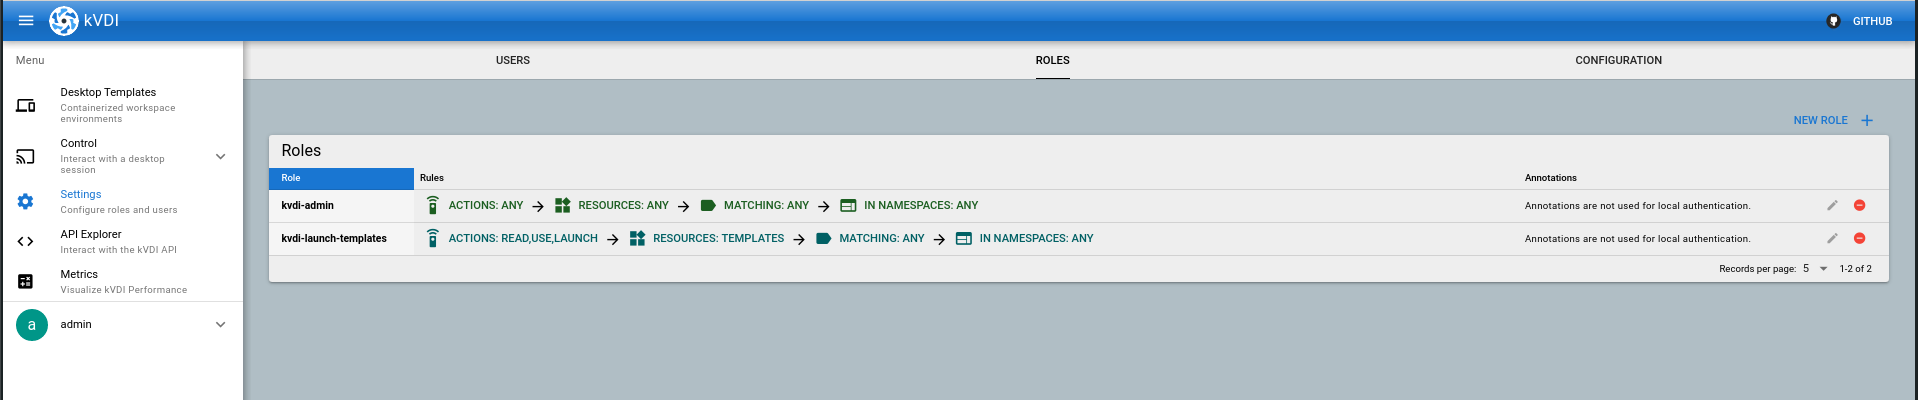 kVDI
GITHUB
Menu
Desktop Templates
Containerized workspace
environments
Control
Interact with a desktop
session
Settings
Configure roles and users
API Explorer
Interact with the kVDI API
Metrics
Visualize kVDI Performance
a
admin
USERS
ROLES
CONFIGURATION
NEW ROLE
Roles
Role Rules Annotations
kvdi-admin ACTIONS: ANY RESOURCES: ANY MATCHING: ANY IN NAMESPACES: ANY Annotations are not used for local authentication.
kvdi-launch-templates ACTIONS: READ,USE,LAUNCH RESOURCES: TEMPLATES MATCHING: ANY IN NAMESPACES: ANY Annotations are not used for local authentication.
Records per page: 5 1-2 of 2